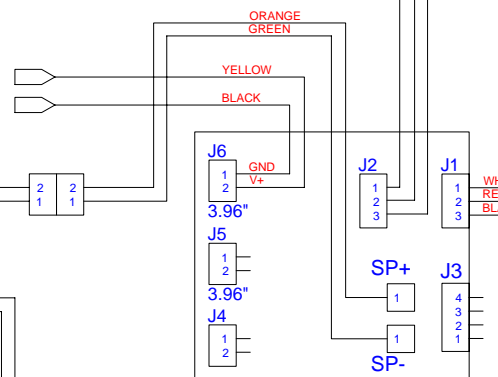 ORANGE
GREEN
YELLOW
BLACK
J6
1 GND
2 V+
3.96"
J2
1
2
3
J1
1
2
3
2 2
1 1
J5
1
2
3.96"
SP+
1
J3
4
3
2
1
J4
1
2
1
SP-